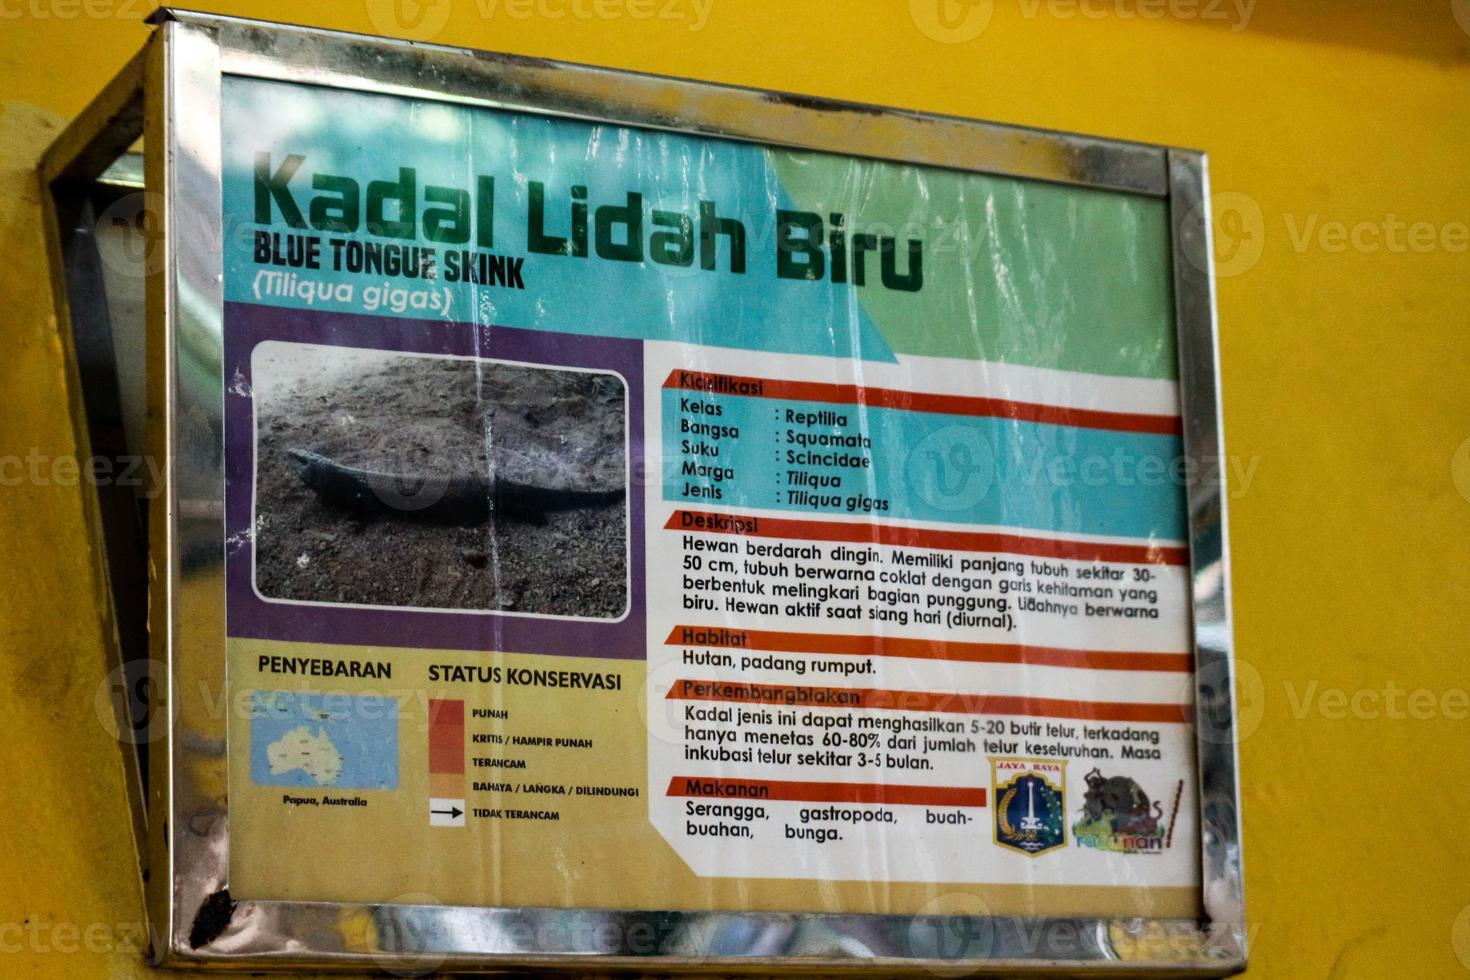 Kadal Lidah Biru
BLUE TONGUE SKINK
(Tiliqua gigas)
Klasifikasi
Kelas : Reptilia
Bangsa : Squamata
Suku : Scincidae
Marga : Tiliqua
Jenis : Tiliqua gigas
Deskripsi
Hewan berdarah dingin. Memiliki panjang tubuh sekitar 30-
50 cm, tubuh berwarna coklat dengan garis kehitaman yang
berbentuk melingkari bagian punggung. Lidahnya berwarna
biru. Hewan aktif saat siang hari (diurnal).
Habitat
Hutan, padang rumput.
Perkembangbiakan
Kadal jenis ini dapat menghasilkan 5-20 butir telur, terkadang
hanya menetas 60-80% dari jumlah telur keseluruhan. Masa
inkubasi telur sekitar 3-5 bulan.
Makanan
Serangga, gastropoda, buah-
buahan, bunga.
JAYA RAYA
ragunan
PENYEBARAN
Papua, Australia
STATUS KONSERVASI
PUNAH
KRITIS / HAMPIR PUNAH
TERANCAM
BAHAYA / LANGKA / DILINDUNGI
TIDAK TERANCAM
Vecteezy